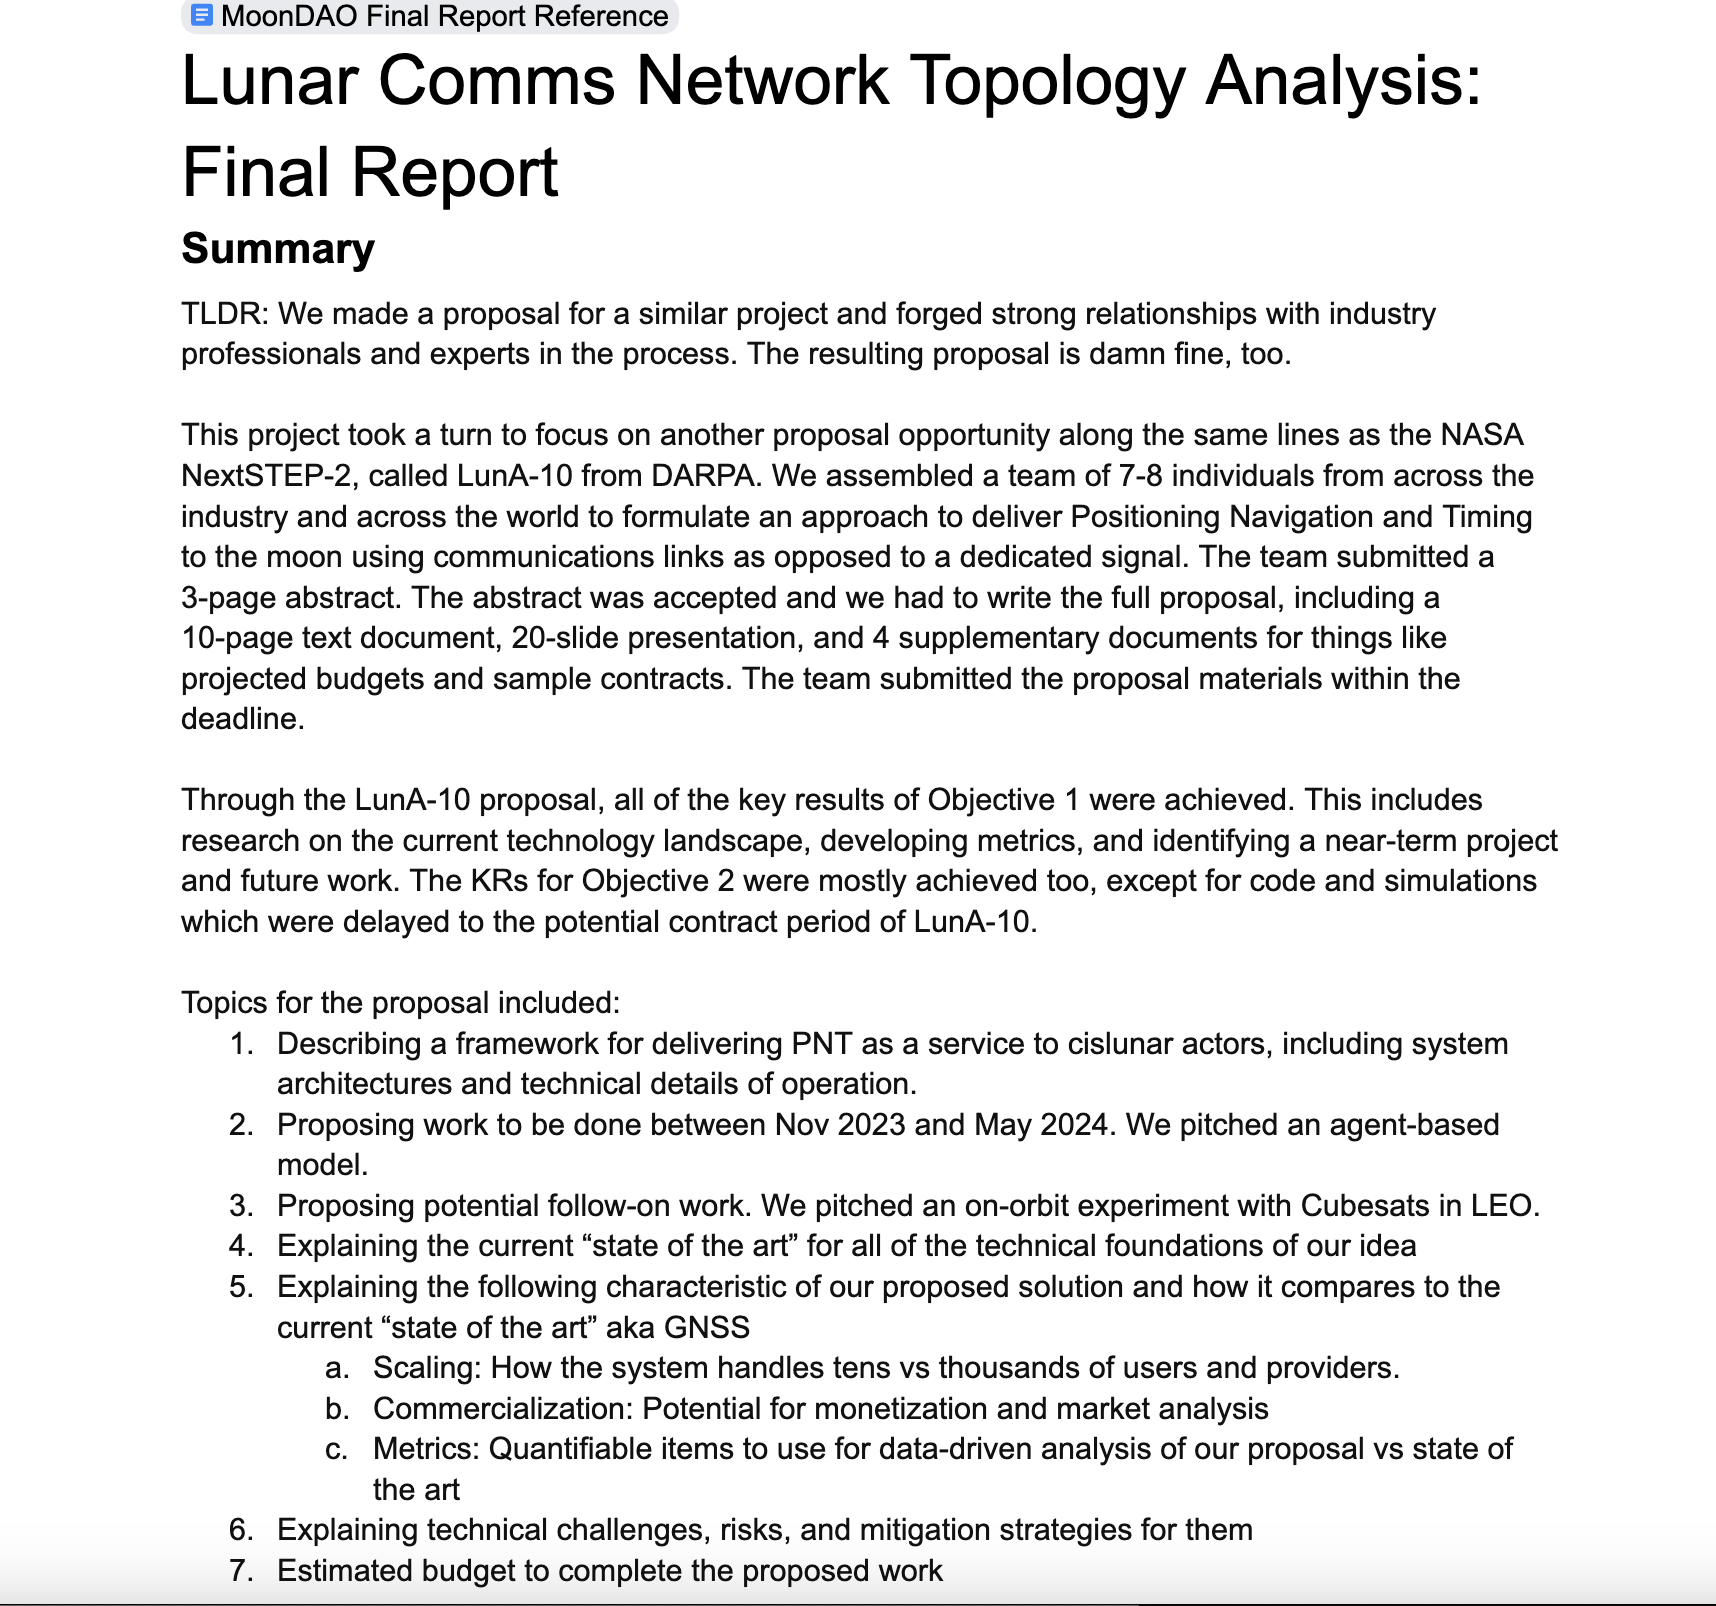 MoonDAO Final Report Reference
Lunar Comms Network Topology Analysis:
Final Report
Summary
TLDR: We made a proposal for a similar project and forged strong relationships with industry
professionals and experts in the process. The resulting proposal is damn fine, too.
This project took a turn to focus on another proposal opportunity along the same lines as the NASA
NextSTEP-2, called LunA-10 from DARPA. We assembled a team of 7-8 individuals from across the
industry and across the world to formulate an approach to deliver Positioning Navigation and Timing
to the moon using communications links as opposed to a dedicated signal. The team submitted a
3-page abstract. The abstract was accepted and we had to write the full proposal, including a
10-page text document, 20-slide presentation, and 4 supplementary documents for things like
projected budgets and sample contracts. The team submitted the proposal materials within the
deadline.
Through the LunA-10 proposal, all of the key results of Objective 1 were achieved. This includes
research on the current technology landscape, developing metrics, and identifying a near-term project
and future work. The KRs for Objective 2 were mostly achieved too, except for code and simulations
which were delayed to the potential contract period of LunA-10.
Topics for the proposal included:
1. Describing a framework for delivering PNT as a service to cislunar actors, including system
architectures and technical details of operation.
2. Proposing work to be done between Nov 2023 and May 2024. We pitched an agent-based
model.
3. Proposing potential follow-on work. We pitched an on-orbit experiment with Cubesats in LEO.
4. Explaining the current “state of the art” for all of the technical foundations of our idea
5. Explaining the following characteristic of our proposed solution and how it compares to the
current “state of the art” aka GNSS
a. Scaling: How the system handles tens vs thousands of users and providers.
b. Commercialization: Potential for monetization and market analysis
c. Metrics: Quantifiable items to use for data-driven analysis of our proposal vs state of
the art
6. Explaining technical challenges, risks, and mitigation strategies for them
7. Estimated budget to complete the proposed work